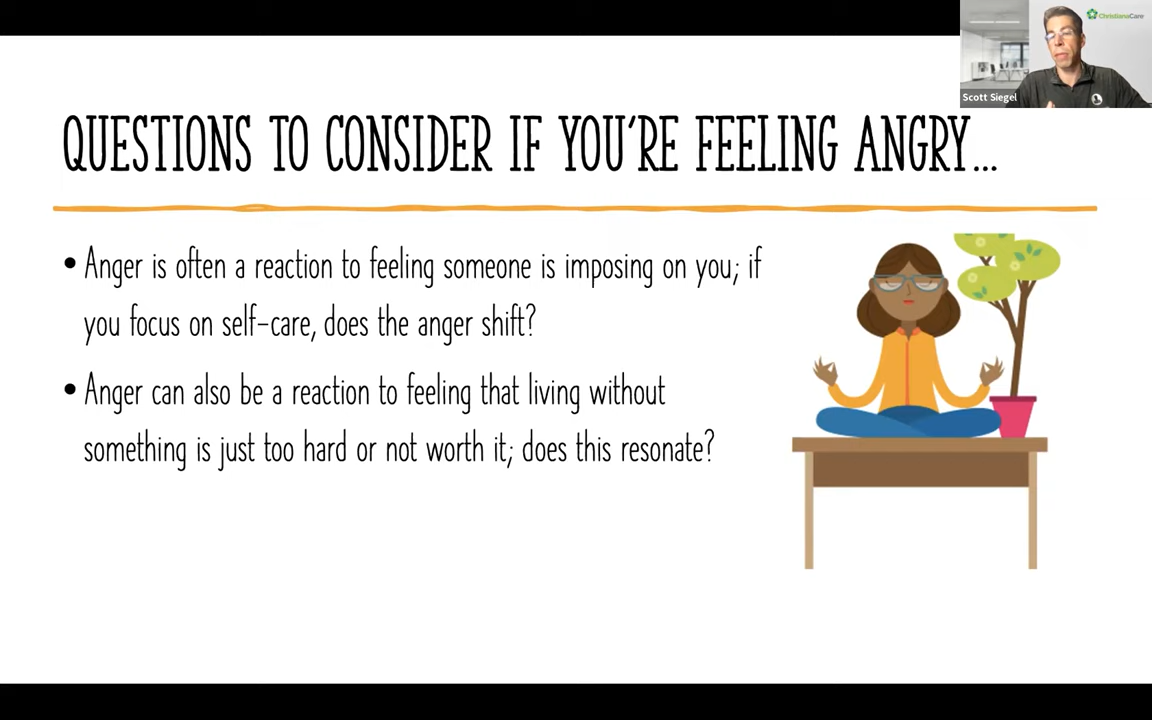 ChristianaCare
Scott Siegel
QUESTIONS TO CONSIDER IF YOU'RE FEELING ANGRY...
• Anger is often a reaction to feeling someone is imposing on you; if
you focus on self-care, does the anger shift?
• Anger can also be a reaction to feeling that living without
something is just too hard or not worth it; does this resonate?